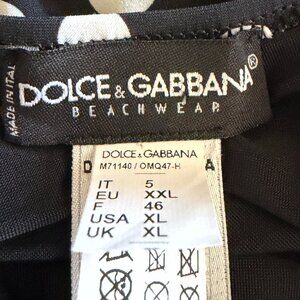 MADE IN ITALY
DOLCE & GABBANA®
BEACHWEAR
DOLCE & GABBANA
M71140 / OMQ47-H
IT 5
EU XXL
F 46
USA XL
UK XL